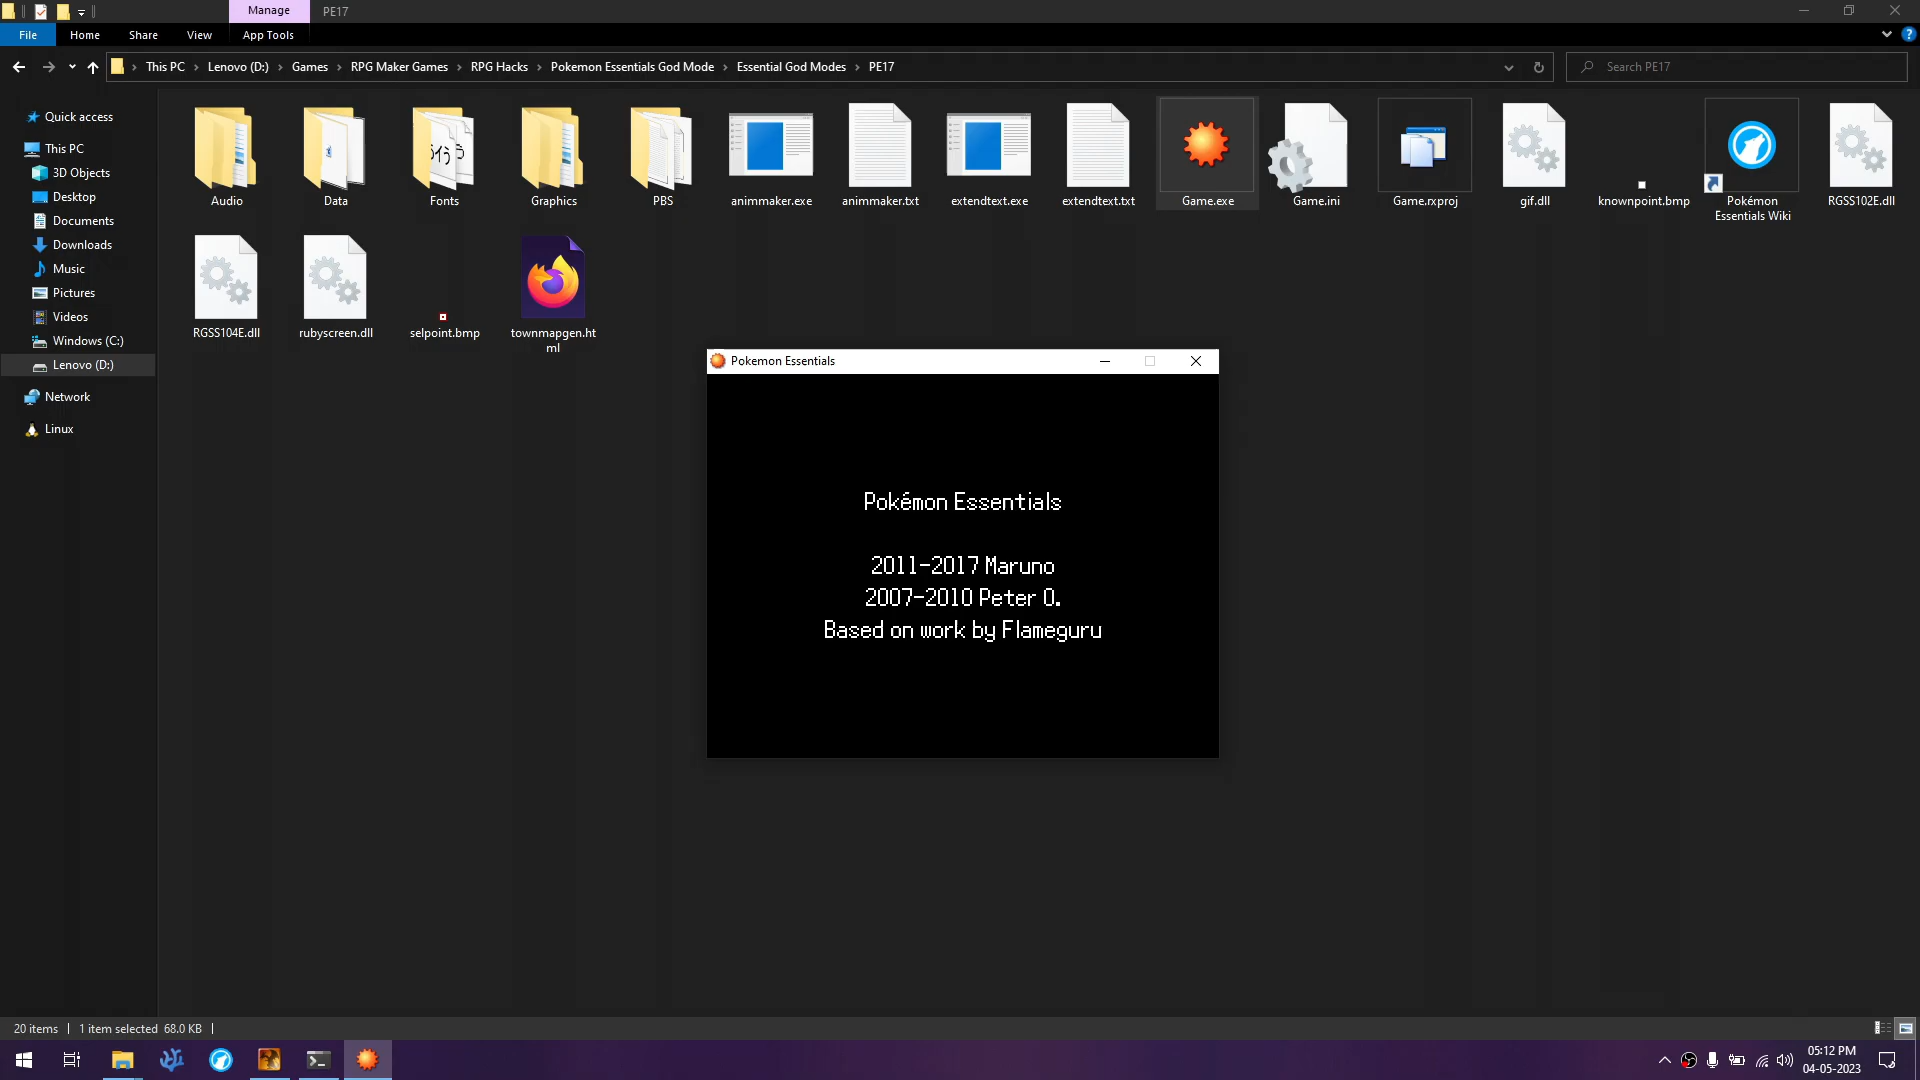 Manage
PE17
File
Home
Share
View
App Tools
This PC
Lenovo (D:)
Games
RPG Maker Games
RPG Hacks
Pokemon Essentials God Mode
Essential God Modes
PE17
Search PE17
Quick access
This PC
3D Objects
Desktop
Documents
Downloads
Music
Pictures
Videos
Windows (C:)
Lenovo (D:)
Network
Linux
Audio
Data
Fonts
Graphics
PBS
animmaker.exe
animmaker.txt
extendtext.exe
extendtext.txt
Game.exe
Game.ini
Game.rxproj
gif.dll
knownpoint.bmp
Pokémon
Essentials Wiki
RGSS102E.dll
RGSS104E.dll
rubyscreen.dll
selpoint.bmp
townmapgen.ht
ml
Pokemon Essentials
Pokémon Essentials
2011-2017 Maruno
2007-2010 Peter O.
Based on work by Flameguru
20 items
1 item selected 68.0 KB
05:12 PM
04-05-2023